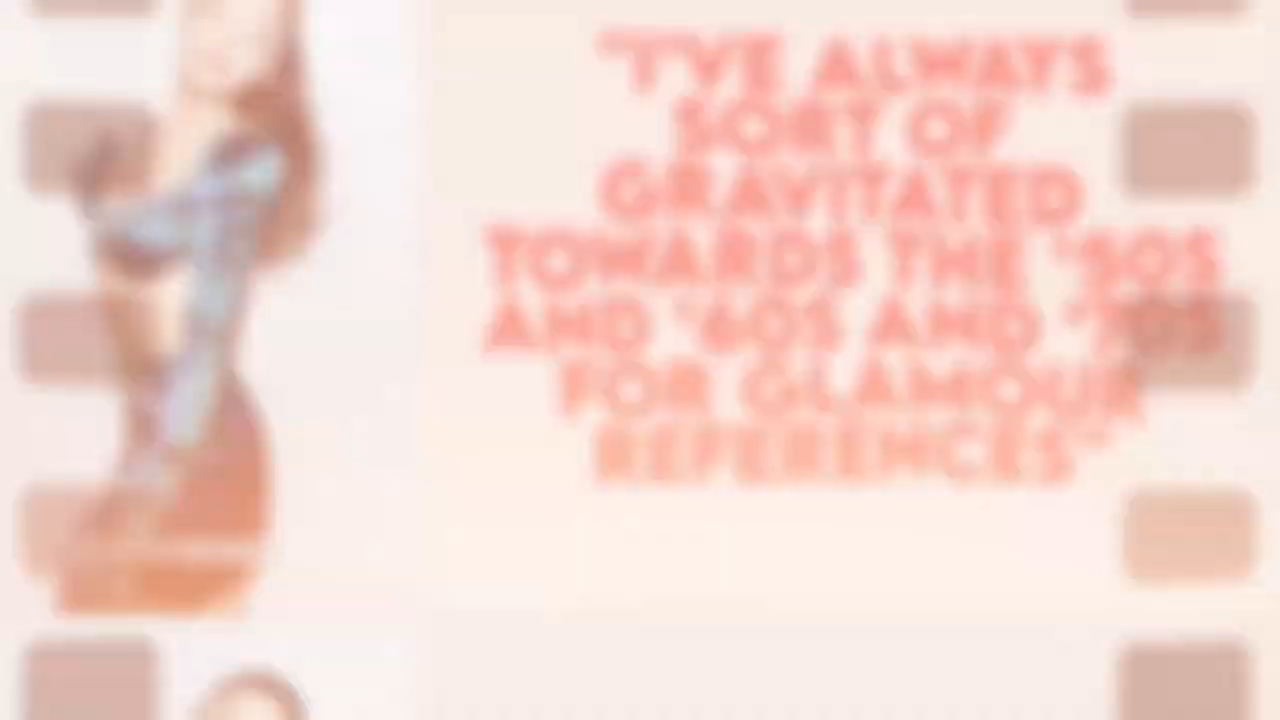 "I'VE ALWAYS
SORT OF
GRAVITATED
TOWARDS THE '50S
AND '60S AND '70S
FOR GLAMOUR
REFERENCES"